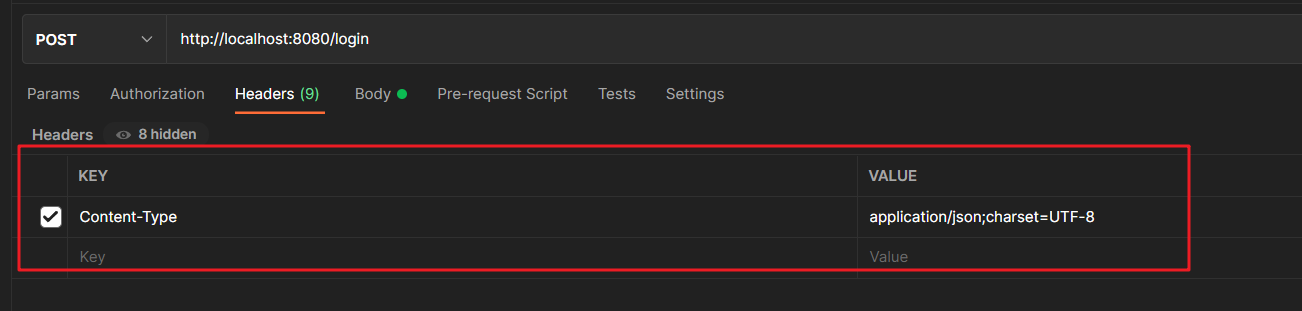 POST http://localhost:8080/login
Params Authorization Headers (9) Body Pre-request Script Tests Settings
Headers 8 hidden
KEY VALUE
Content-Type application/json;charset=UTF-8
Key Value